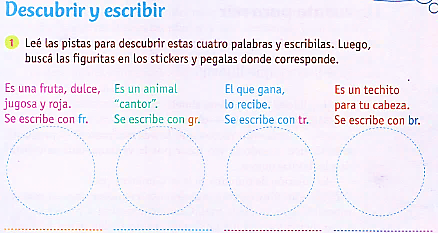 Descubrir y escribir
1 Leé las pistas para descubrir estas cuatro palabras y escribilas. Luego,
buscá las figuritas en los stickers y pegalas donde corresponde.
Es una fruta, dulce,
jugosa y roja.
Se escribe con fr.
Es un animal
“cantor”.
Se escribe con gr.
El que gana,
lo recibe.
Se escribe con tr.
Es un techito
para tu cabeza.
Se escribe con br.